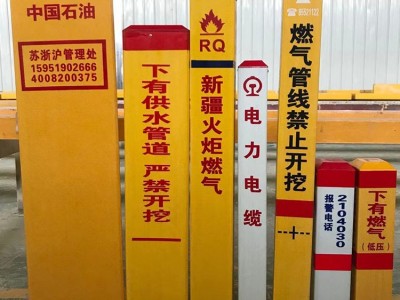 中国石油
苏浙沪管理处
15951902666
4008200375
下有供水管道 严禁开挖
RQ
新疆火炬燃气
电力电缆
燃气管线禁止开挖
2104030
报警电话
下有燃气
(低压)